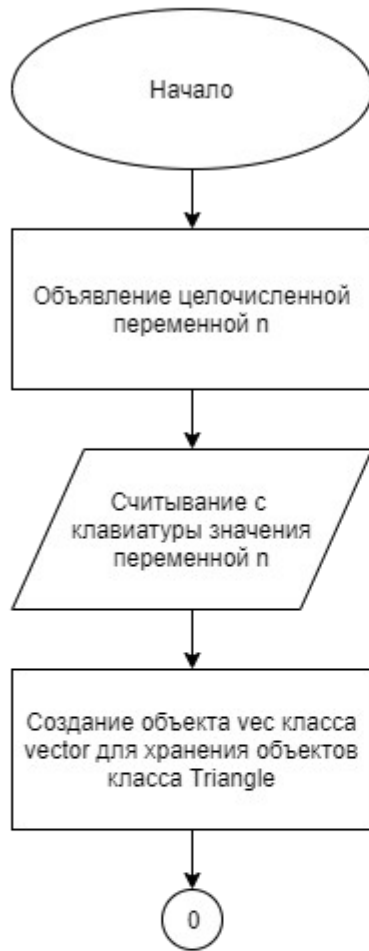 Начало
Объявление целочисленной
переменной n
Считывание с
клавиатуры значения
переменной n
Создание объекта vec класса
vector для хранения объектов
класса Triangle
0